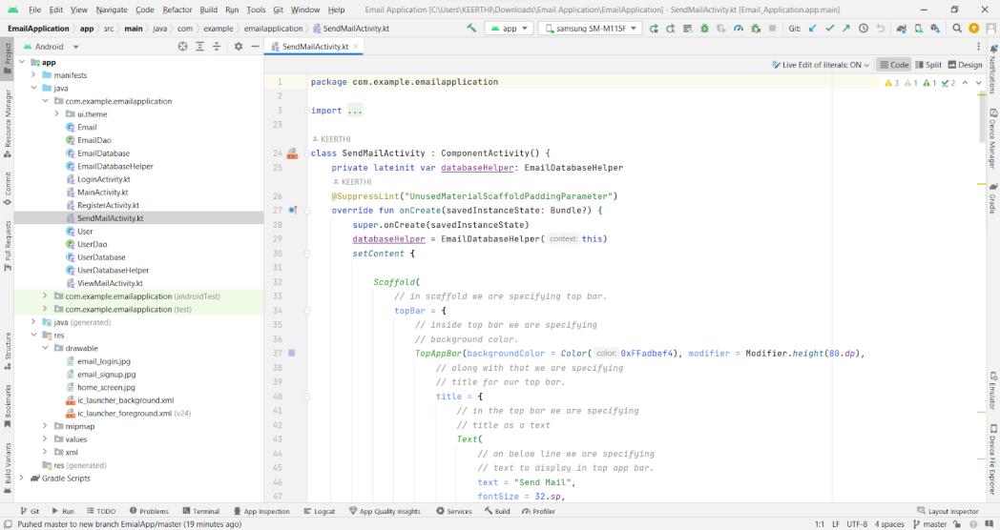 File Edit View Navigate Code Refactor Build Run Tools Git Window Help Email Application [C:\Users\KEERTHI\Downloads\Email Application\EmailApplication] - SendMailActivity.kt [Email_Application.app.main]
EmailApplication app src main java com example emailapplication SendMailActivity.kt app samsung SM-M115F Git:
Project
Resource Manager
Commit
Pull Requests
Structure
Bookmarks
Build Variants
Android
app
manifests
java
com.example.emailapplication
ui.theme
Email
EmailDao
EmailDatabase
EmailDatabaseHelper
LoginActivity.kt
MainActivity.kt
RegisterActivity.kt
SendMailActivity.kt
User
UserDao
UserDatabase
UserDatabaseHelper
ViewMailActivity.kt
com.example.emailapplication (androidTest)
com.example.emailapplication (test)
java (generated)
res
drawable
email_login.jpg
email_signup.jpg
home_screen.jpg
ic_launcher_background.xml
ic_launcher_foreground.xml (v24)
mipmap
values
xml
res (generated)
Gradle Scripts
SendMailActivity.kt
Live Edit of literals: ON Code Split Design
3 1 1 2
1 package com.example.emailapplication
2
3 import ...
23
KEERTHI
24 class SendMailActivity : ComponentActivity() {
25 private lateinit var databaseHelper: EmailDatabaseHelper
KEERTHI
26 @SuppressLint("UnusedMaterialScaffoldPaddingParameter")
27 override fun onCreate(savedInstanceState: Bundle?) {
28 super.onCreate(savedInstanceState)
29 databaseHelper = EmailDatabaseHelper( context: this)
30 setContent {
31
32 Scaffold(
33 // in scaffold we are specifying top bar.
34 topBar = {
35 // inside top bar we are specifying
36 // background color.
37 TopAppBar(backgroundColor = Color( color: 0xFFadbef4), modifier = Modifier.height(80.dp),
38 // along with that we are specifying
39 // title for our top bar.
40 title = {
41 // in the top bar we are specifying
42 // title as a text
43 Text(
44 // on below line we are specifying
45 // text to display in top app bar.
46 text = "Send Mail",
47 fontSize = 32.sp,
Notifications
Device Manager
Gradle
Emulator
Device File Explorer
Git Run TODO Problems Terminal App Inspection Logcat App Quality Insights Services Build Profiler Layout Inspector
Pushed master to new branch EmialApp/master (19 minutes ago) 1:1 LF UTF-8 4 spaces master